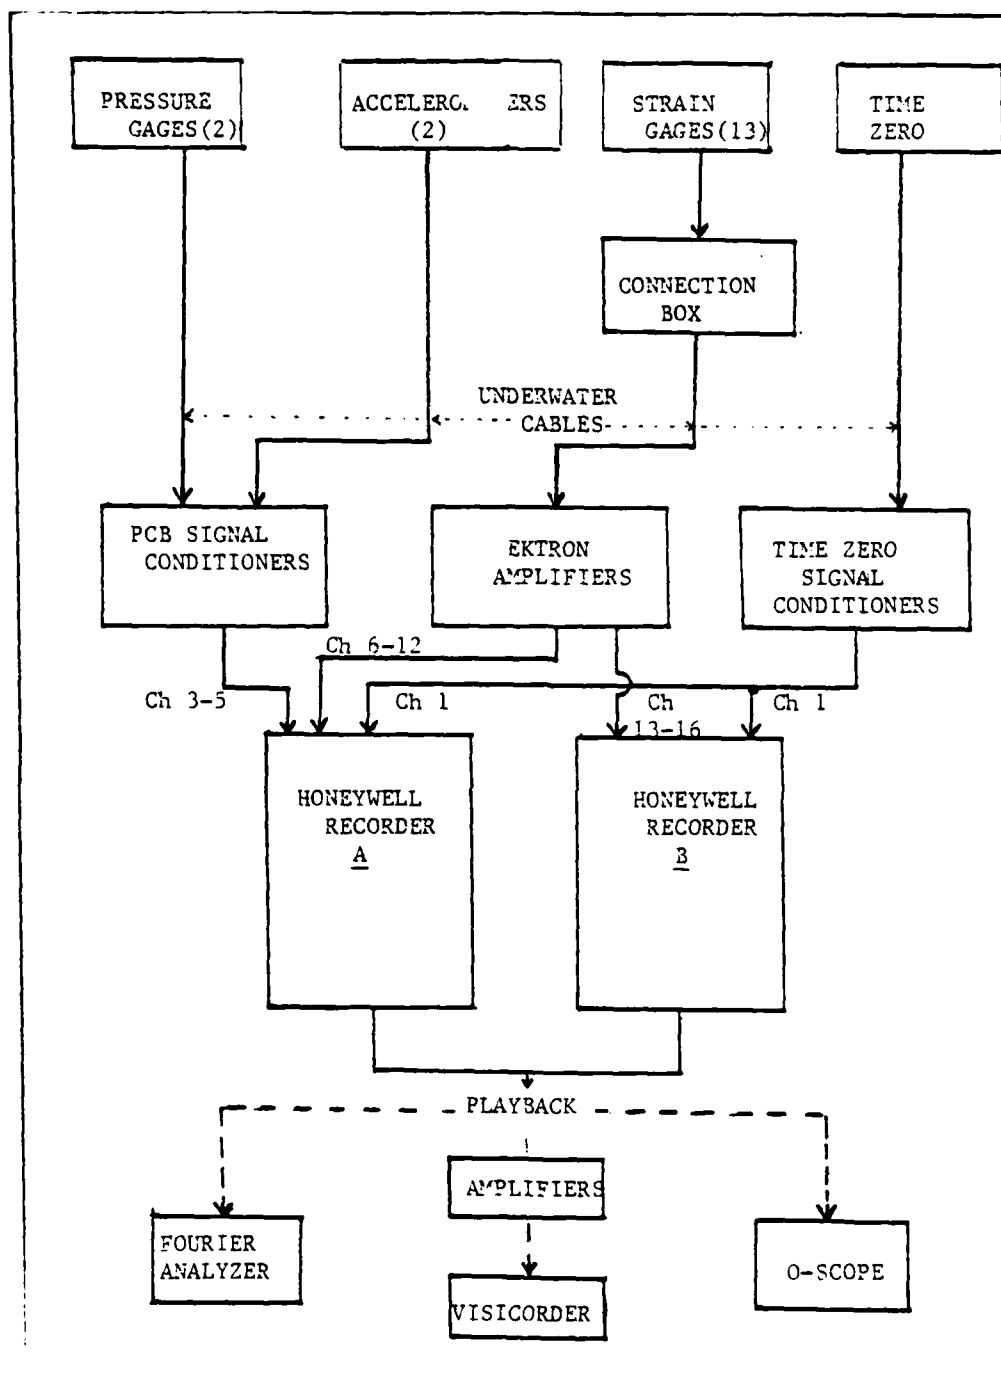 PRESSURE
GAGES(2)
(2)
STRAIN
GAGES(13)
TIME
ZERO
CONNECTION
BOX
UNDERWATER
CABLES
PCB SIGNAL
CONDITIONERS
EKTRON
AMPLIFIERS
TIME ZERO
SIGNAL
CONDITIONERS
Ch 6-12
Ch 3-5
Ch 1
Ch
13-16
Ch 1
HONEYWELL
RECORDER
A
HONEYWELL
RECORDER
B
PLAYBACK
AMPLIFIERS
FOURIER
ANALYZER
O-SCOPE
VISICORDER